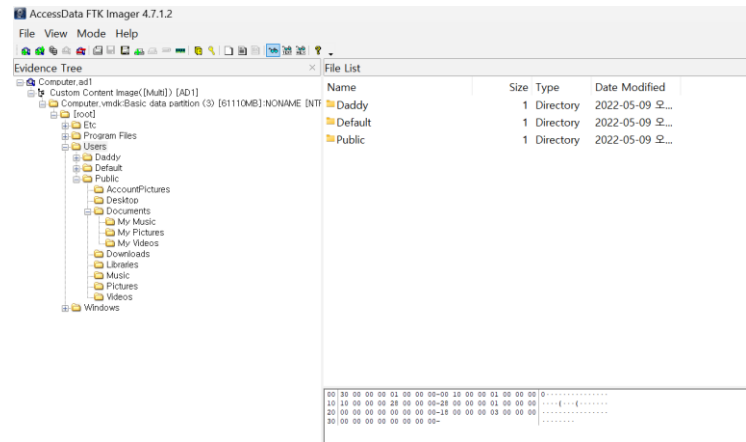 AccessData FTK Imager 4.7.1.2
File View Mode Help
Evidence Tree
Computer.ad1
Custom Content Image([Multi]) [AD1]
Computer.vmdk:Basic data partition (3) [61110MB]:NONAME [NTF
[root]
Etc
Program Files
Users
Daddy
Default
Public
AccountPictures
Desktop
Documents
My Music
My Pictures
My Videos
Downloads
Libraries
Music
Pictures
Videos
Windows
File List
Name Size Type Date Modified
Daddy 1 Directory 2022-05-09 오...
Default 1 Directory 2022-05-09 오...
Public 1 Directory 2022-05-09 오...
00 30 00 00 00 01 00 00 00-00 10 00 00 01 00 00 00 0···············
10 10 00 00 00 28 00 00 00-28 00 00 00 01 00 00 00 ····(···(·······
20 00 00 00 00 00 00 00 00-18 00 00 00 03 00 00 00 ················
30 00 00 00 00 00 00 00 00- ········